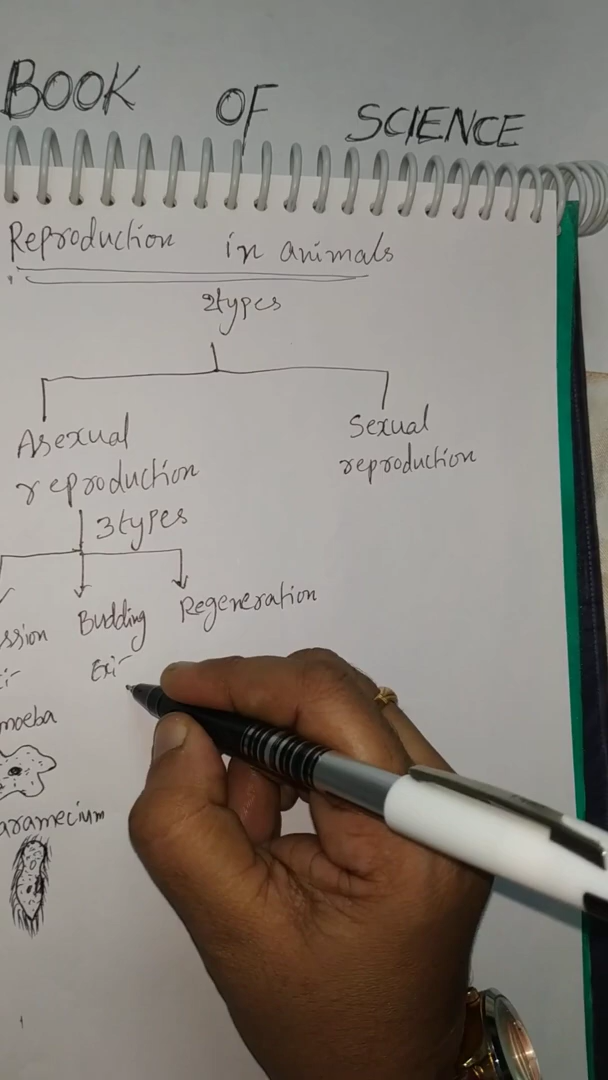 BOOK OF SCIENCE
Reproduction in animals
2types
Asexual
reproduction
Sexual
reproduction
3types
ssion
Budding
Regeneration
Ex:-
moeba
aramecium